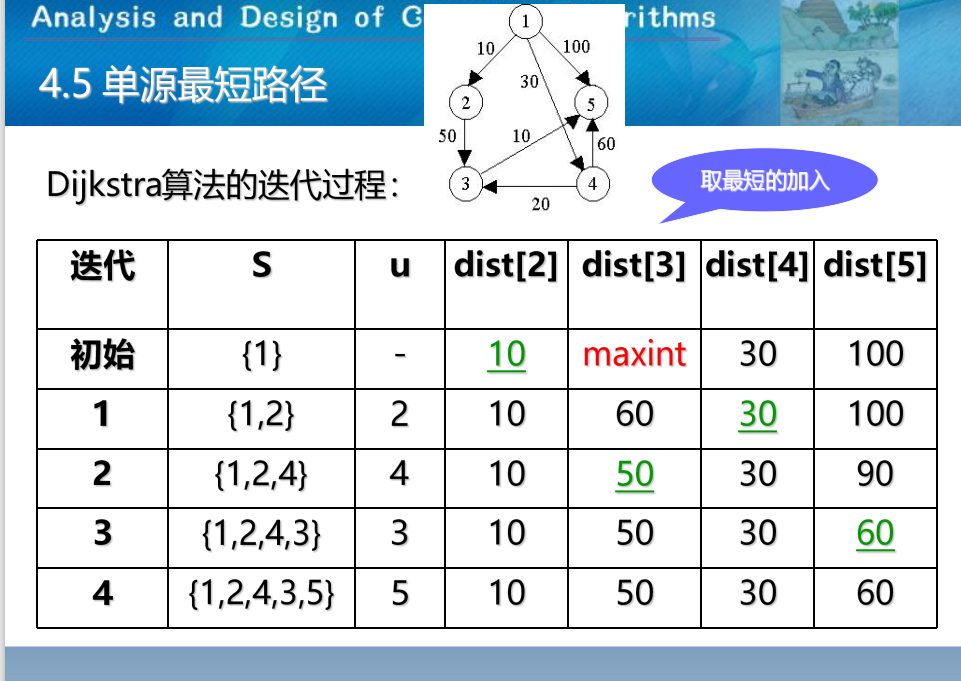 Analysis and Design of C
rithms
4.5 单源最短路径
1
10
100
30
2
5
50
10
60
3
4
20
Dijkstra算法的迭代过程：
取最短的加入
迭代 S u dist[2] dist[3] dist[4] dist[5]
初始 {1} - 10 maxint 30 100
1 {1,2} 2 10 60 30 100
2 {1,2,4} 4 10 50 30 90
3 {1,2,4,3} 3 10 50 30 60
4 {1,2,4,3,5} 5 10 50 30 60